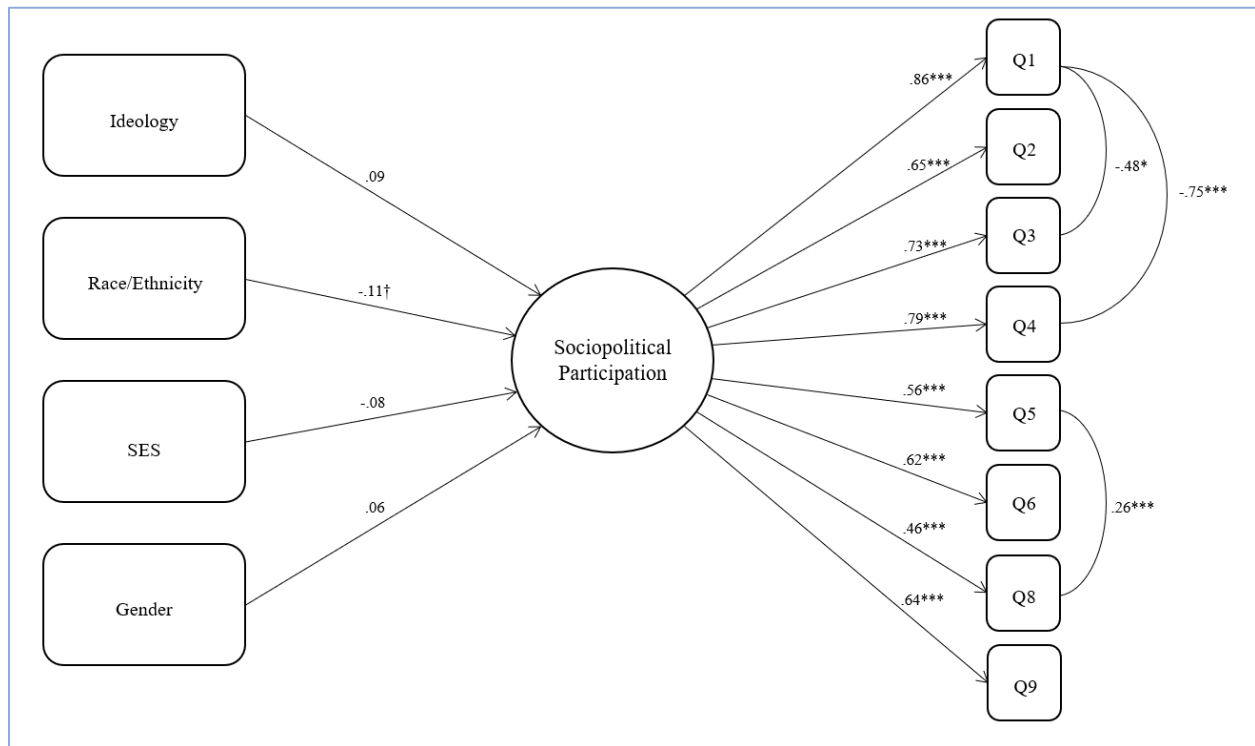 Ideology
Race/Ethnicity
SES
Gender
.09
-.11†
-.08
.06
Sociopolitical
Participation
.86***
.65***
.73***
.79***
.56***
.62***
.46***
.64***
Q1
Q2
Q3
Q4
Q5
Q6
Q8
Q9
-.48*
-.75***
.26***